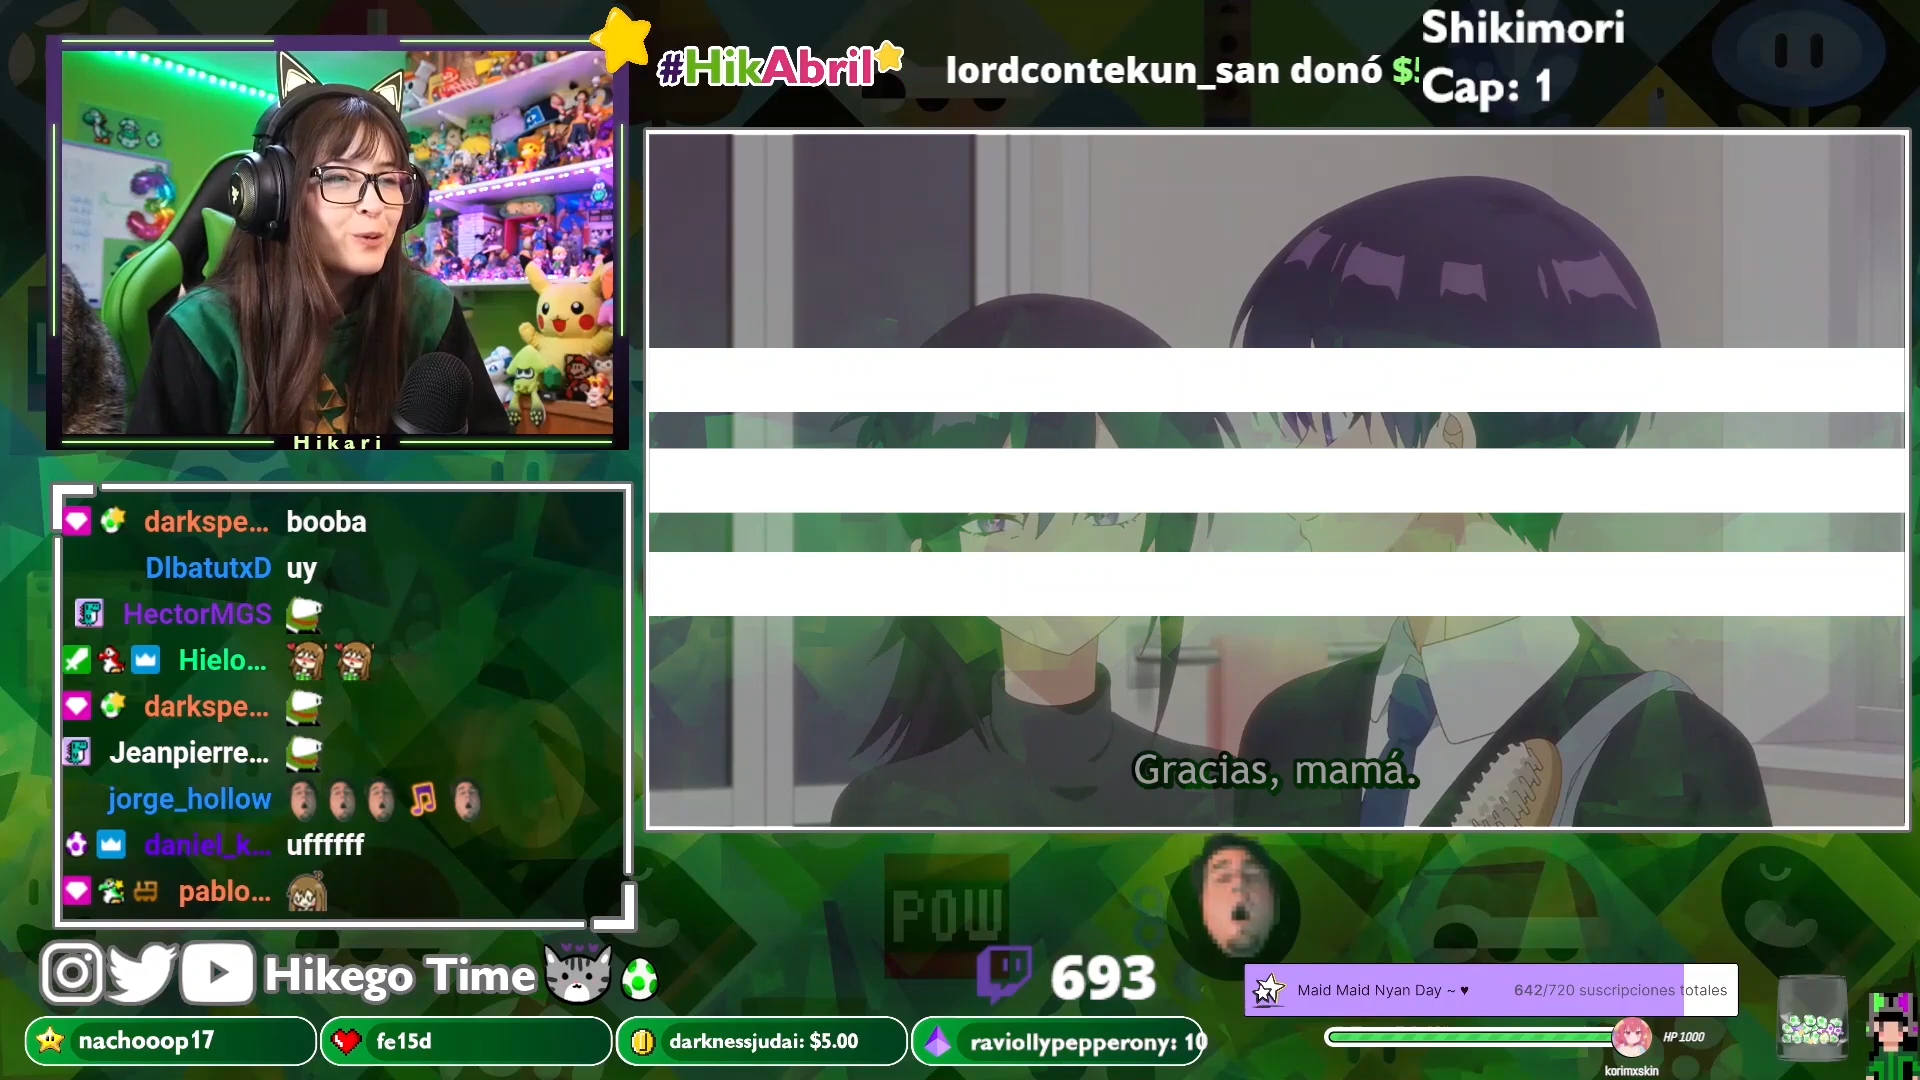 #HikAbril
lordcontekun_san donó $5
Shikimori
Cap: 1
Hikari
darkspe... booba
DlbatutxD uy
HectorMGS
Hielo...
darkspe...
Jeanpierre...
jorge_hollow
daniel_k... uffffff
pablo...
Gracias, mamá.
POW
Hikego Time
693
Maid Maid Nyan Day ~ ♥ 642/720 suscripciones totales
nachooop17
fe15d
darknessjudai: $5.00
raviollypepperony: 10
HP 1000
korimxskin